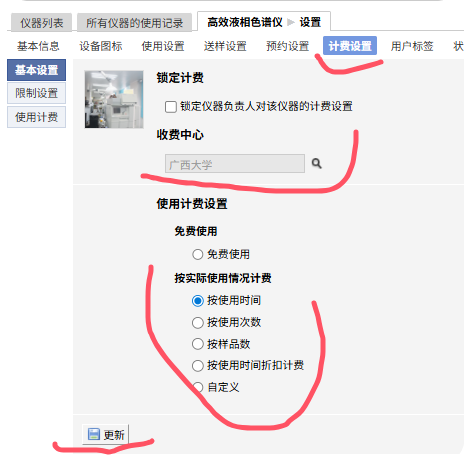 仪器列表 所有仪器的使用记录 高效液相色谱仪 ▶ 设置
基本信息 设备图标 使用设置 送样设置 预约设置 计费设置 用户标签 状
基本设置
限制设置
使用计费
锁定计费
锁定仪器负责人对该仪器的计费设置
收费中心
广西大学
使用计费设置
免费使用
免费使用
按实际使用情况计费
按使用时间
按使用次数
按样品数
按使用时间折扣计费
自定义
更新